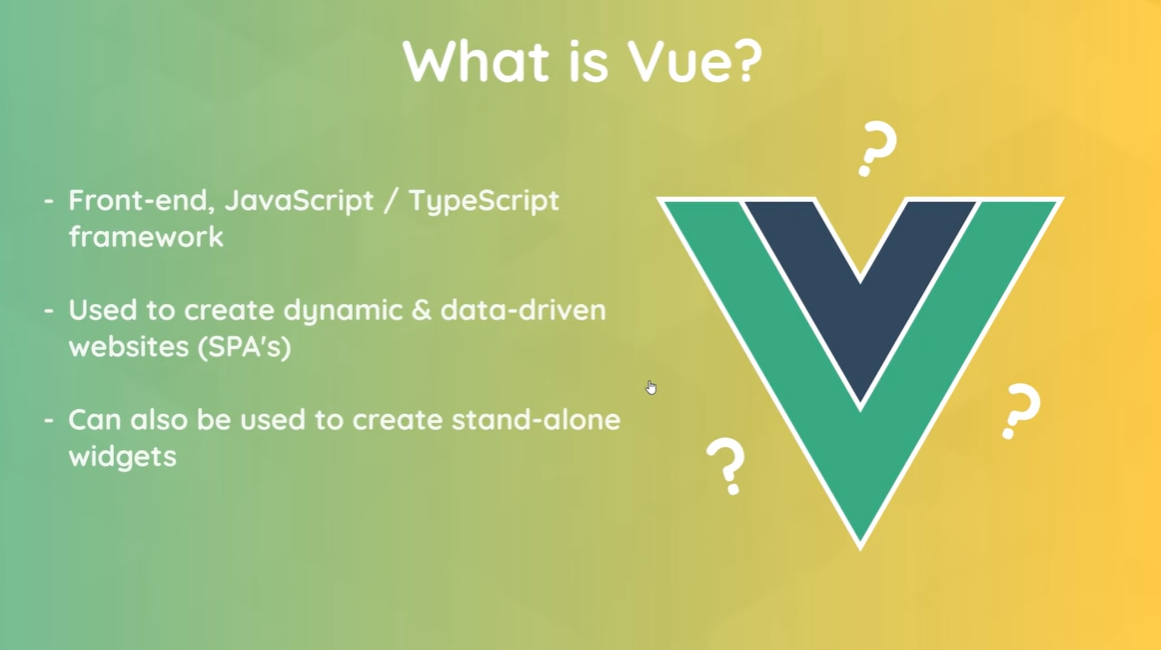 What is Vue?
?
- Front-end, JavaScript / TypeScript
framework
- Used to create dynamic & data-driven
websites (SPA's)
- Can also be used to create stand-alone
widgets
?
?